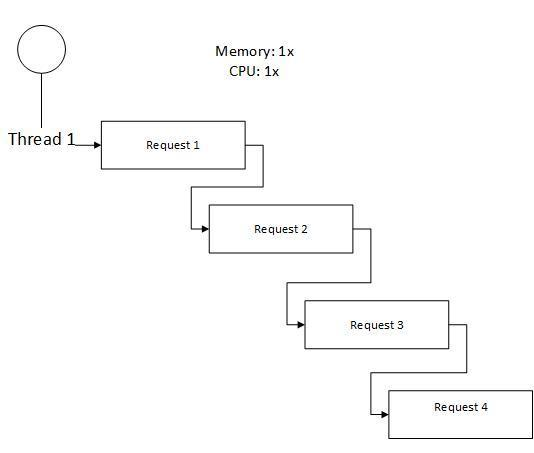 Memory: 1x
CPU: 1x
Thread 1
Request 1
Request 2
Request 3
Request 4